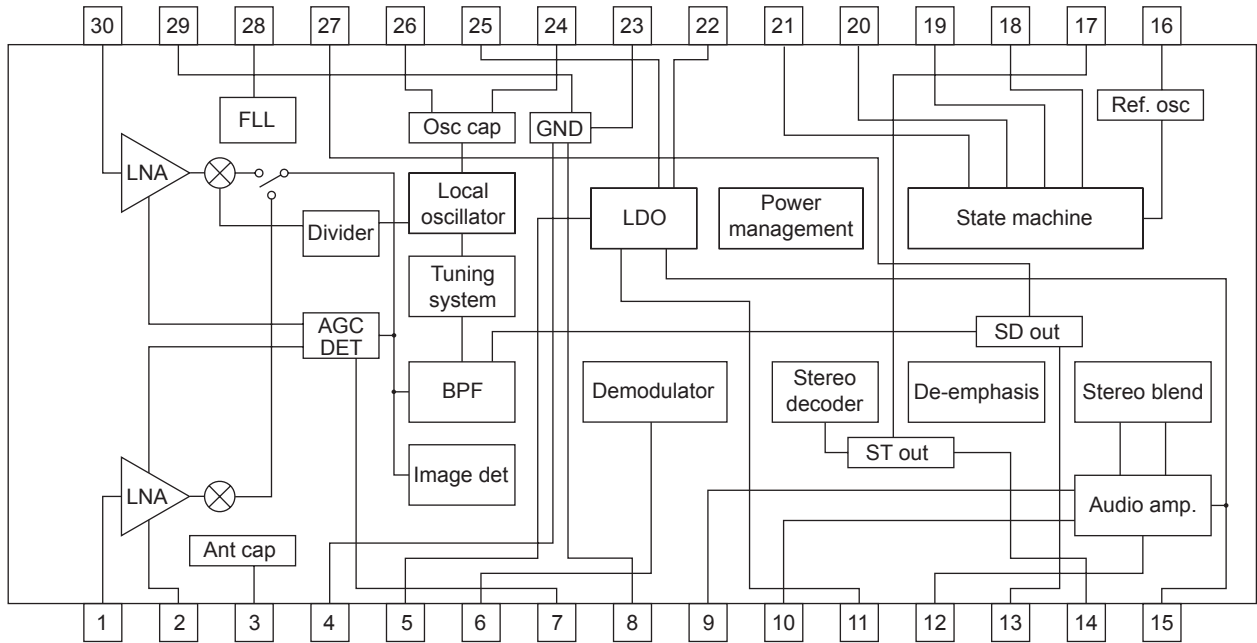 30 29 28 27 26 25 24 23 22 21 20 19 18 17 16
FLL
Osc cap
GND
Ref. osc
LNA
Local
oscillator
LDO
Power
management
State machine
Divider
Tuning
system
AGC
DET
SD out
BPF
Demodulator
Stereo
decoder
De-emphasis
Stereo blend
ST out
Image det
LNA
Audio amp.
Ant cap
1 2 3 4 5 6 7 8 9 10 11 12 13 14 15